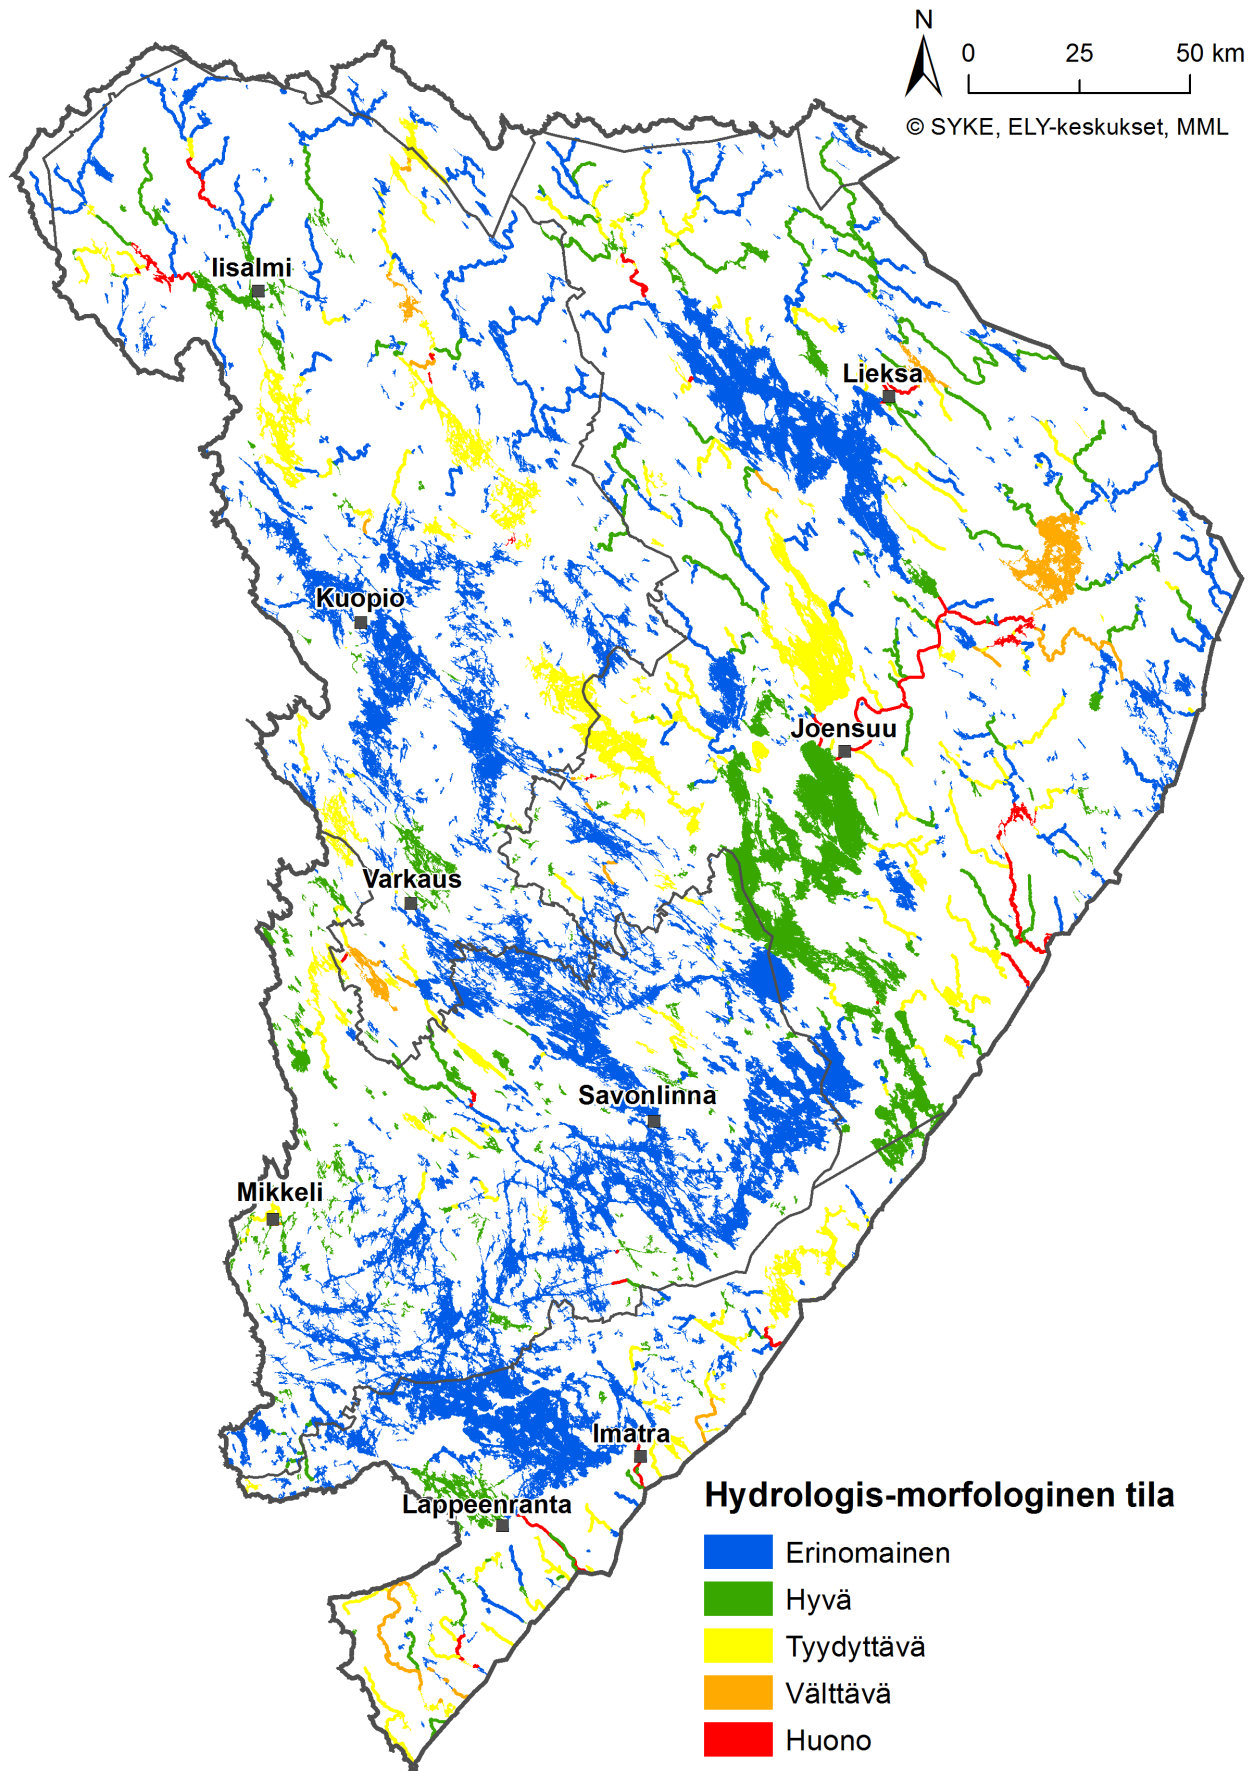 N
0 25 50 km
© SYKE, ELY-keskukset, MML
Iisalmi
Lieksa
Kuopio
Joensuu
Varkaus
Savonlinna
Mikkeli
Imatra
Lappeenranta
Hydrologis-morfologinen tila
Erinomainen
Hyvä
Tyydyttävä
Välttävä
Huono